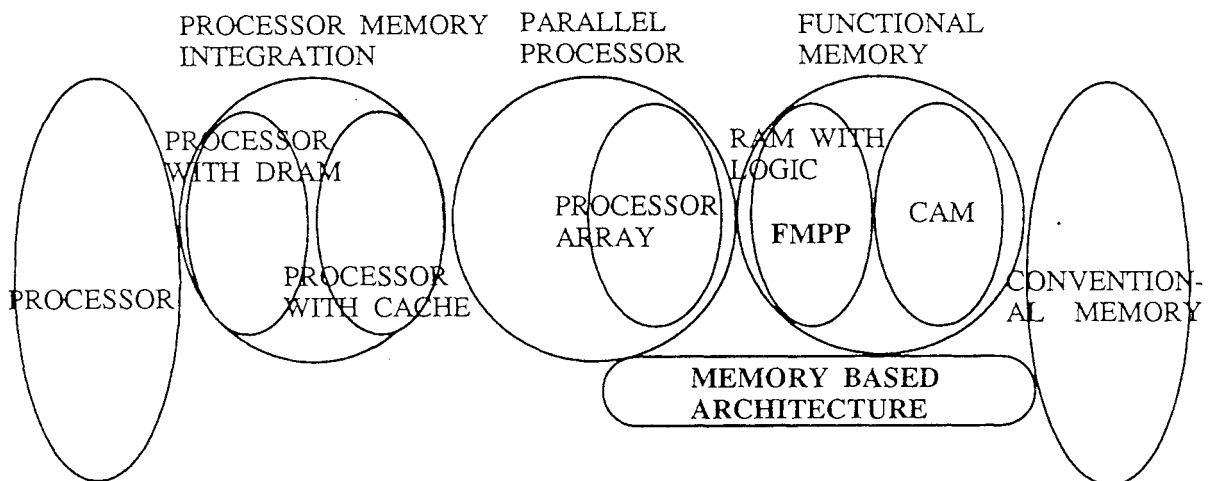 PROCESSOR MEMORY
INTEGRATION
PARALLEL
PROCESSOR
FUNCTIONAL
MEMORY
PROCESSOR
WITH DRAM
RAM WITH
LOGIC
PROCESSOR
ARRAY
FMPP
CAM
PROCESSOR
PROCESSOR
WITH CACHE
CONVENTION-
AL MEMORY
MEMORY BASED
ARCHITECTURE